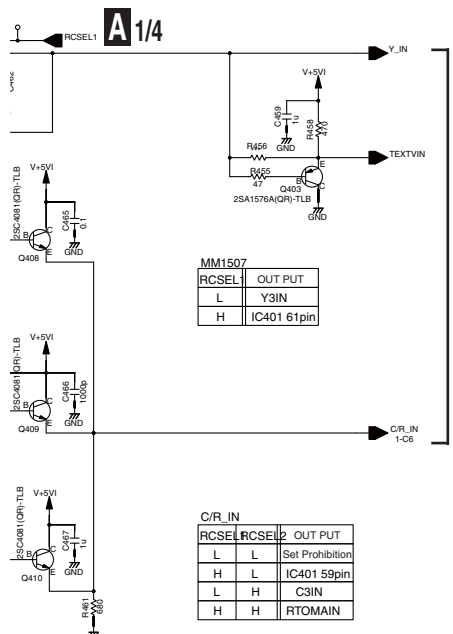 RCSEL1
A 1/4
Y_IN
V+5VI
C459
1u
GND
R458
470
R456
TEXTVIN
R455
47
E
B
C
Q403
2SA1576A(QR)-TLB
GND
V+5VI
2SC4081(QR)-TLB
C465
0.1
B
C
E
GND
Q408
MM1507
RCSEL1 OUT PUT
L Y3IN
H IC401 61pin
V+5VI
2SC4081(QR)-TLB
C466
1000p
B
C
E
GND
Q409
C/R_IN
1-C6
V+5VI
2SC4081(QR)-TLB
C467
1u
B
C
E
GND
Q410
R461
680
C/R_IN
RCSEL1 RCSEL2 OUT PUT
L L Set Prohibition
H L IC401 59pin
L H C3IN
H H RTOMAIN